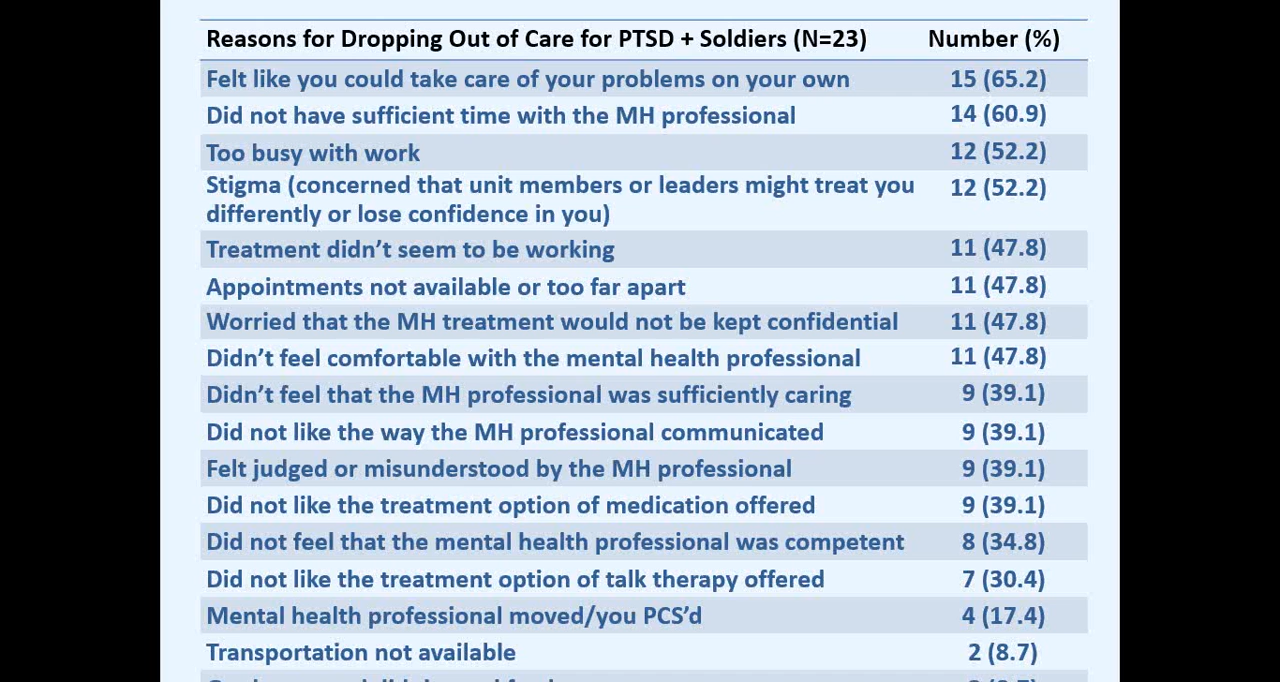 Reasons for Dropping Out of Care for PTSD + Soldiers (N=23) Number (%)
Felt like you could take care of your problems on your own 15 (65.2)
Did not have sufficient time with the MH professional 14 (60.9)
Too busy with work 12 (52.2)
Stigma (concerned that unit members or leaders might treat you 12 (52.2)
differently or lose confidence in you)
Treatment didn’t seem to be working 11 (47.8)
Appointments not available or too far apart 11 (47.8)
Worried that the MH treatment would not be kept confidential 11 (47.8)
Didn’t feel comfortable with the mental health professional 11 (47.8)
Didn’t feel that the MH professional was sufficiently caring 9 (39.1)
Did not like the way the MH professional communicated 9 (39.1)
Felt judged or misunderstood by the MH professional 9 (39.1)
Did not like the treatment option of medication offered 9 (39.1)
Did not feel that the mental health professional was competent 8 (34.8)
Did not like the treatment option of talk therapy offered 7 (30.4)
Mental health professional moved/you PCS’d 4 (17.4)
Transportation not available 2 (8.7)